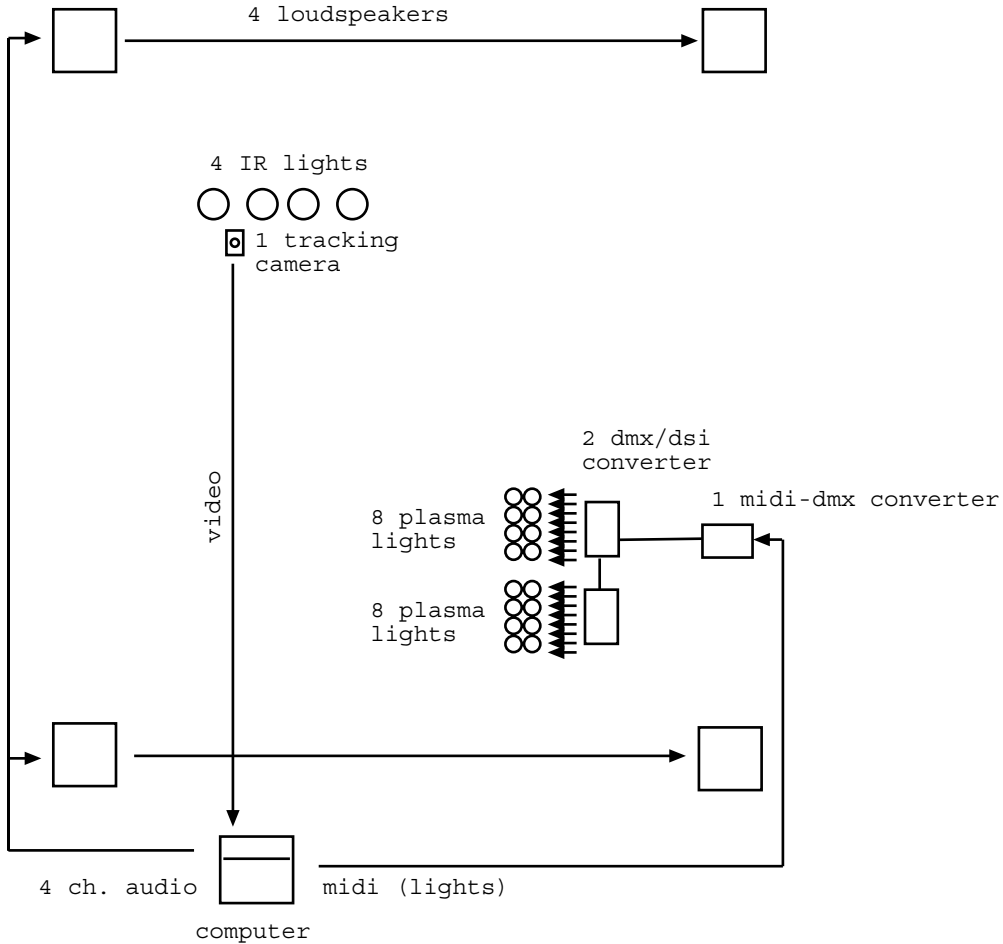 4 loudspeakers
4 IR lights
1 tracking
camera
video
2 dmx/dsi
converter
1 midi-dmx converter
8 plasma
lights
8 plasma
lights
4 ch. audio
midi (lights)
computer